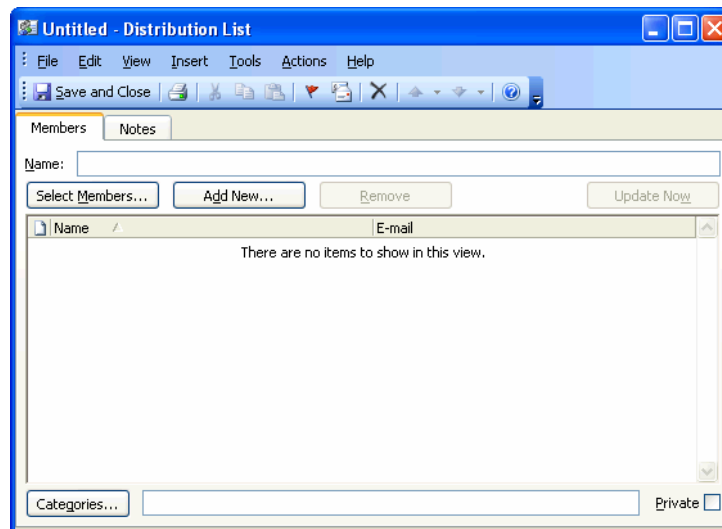 Untitled - Distribution List
File Edit View Insert Tools Actions Help
Save and Close
Members Notes
Name:
Select Members... Add New... Remove Update Now
Name E-mail
There are no items to show in this view.
Categories... Private